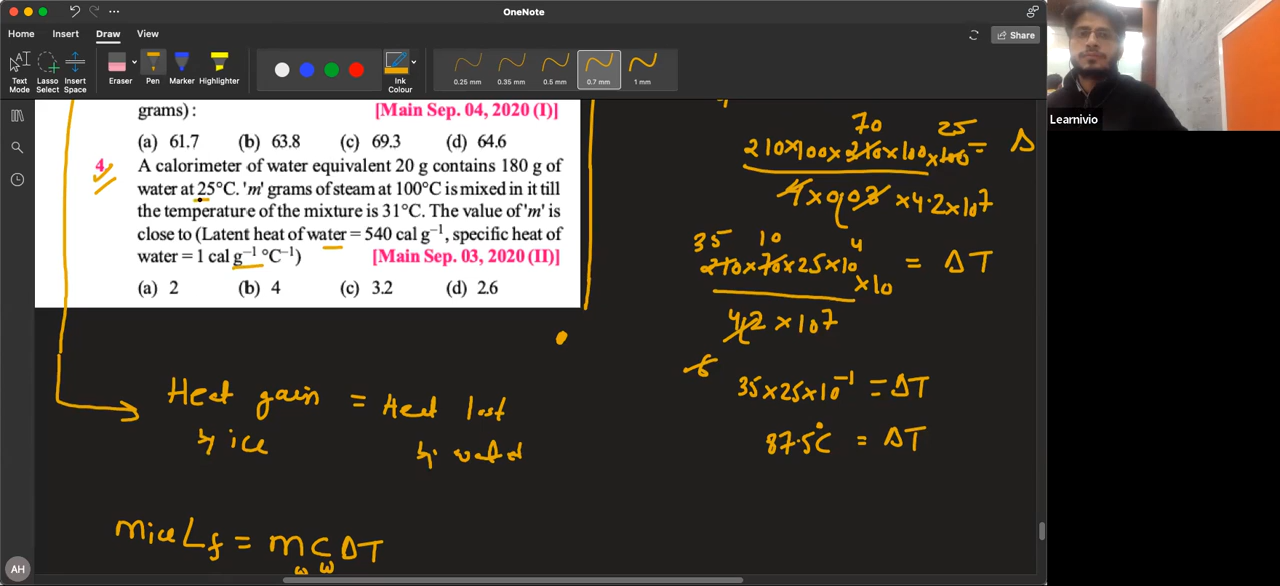 OneNote
Home Insert Draw View
Share
Text Mode
Lasso Select
Insert Space
Eraser
Pen
Marker
Highlighter
Ink Colour
0.25 mm
0.35 mm
0.5 mm
0.7 mm
1 mm
grams): [Main Sep. 04, 2020 (I)]
(a) 61.7 (b) 63.8 (c) 69.3 (d) 64.6
4. A calorimeter of water equivalent 20 g contains 180 g of
water at 25°C. 'm' grams of steam at 100°C is mixed in it till
the temperature of the mixture is 31°C. The value of 'm' is
close to (Latent heat of water = 540 cal g⁻¹, specific heat of
water = 1 cal g⁻¹ °C⁻¹) [Main Sep. 03, 2020 (II)]
(a) 2 (b) 4 (c) 3.2 (d) 2.6
Heat gain = Heat lost
by ice by water
mice Lf = mw cw ΔT
70 25
210×100×210×100×100 = Δ
×4.2×10⁷
35 10 4
210×70×25×10 ×10 = ΔT
42×10⁷
6
35×25×10⁻¹ = ΔT
87.5°C = ΔT
Learnivio
AH